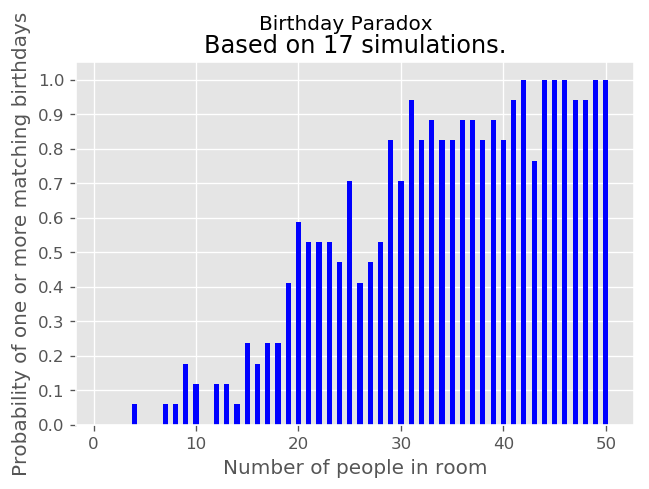 Birthday Paradox
Based on 17 simulations.
Probability of one or more matching birthdays
1.0
0.9
0.8
0.7
0.6
0.5
0.4
0.3
0.2
0.1
0.0
0 10 20 30 40 50
Number of people in room